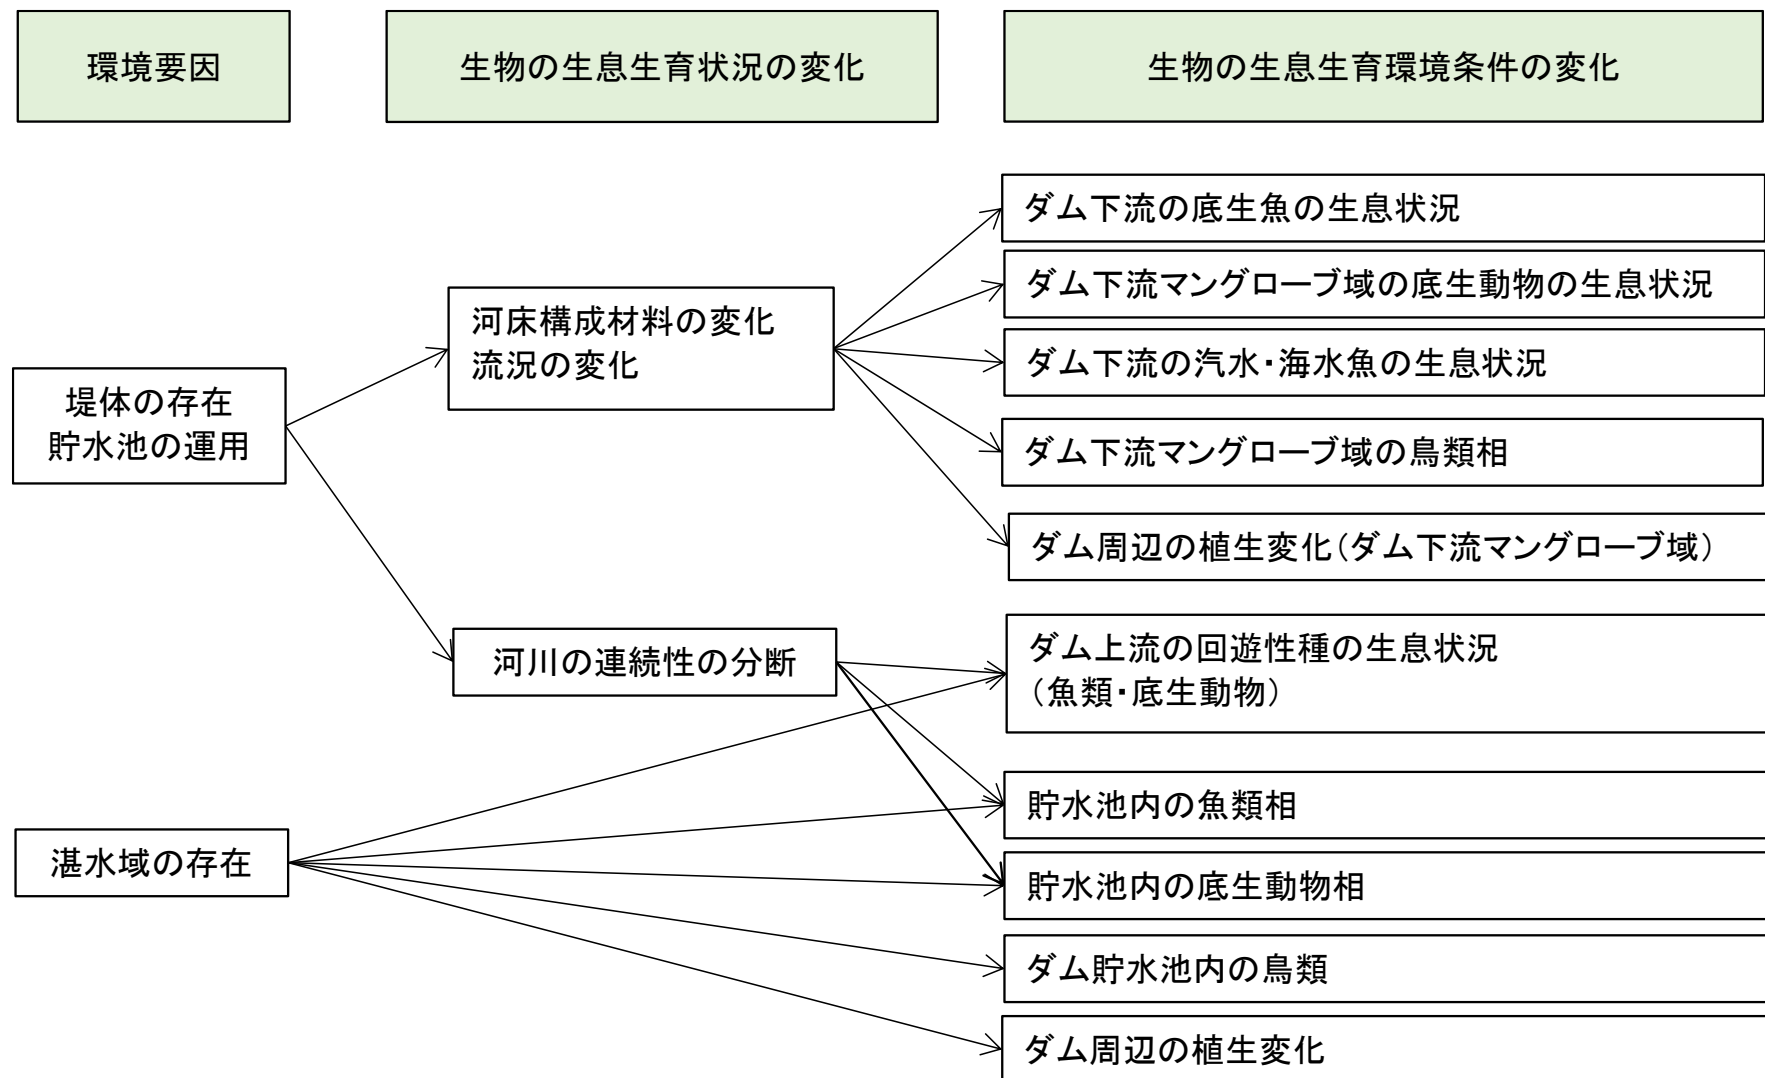 環境要因
生物の生息生育状況の変化
生物の生息生育環境条件の変化
堤体の存在
貯水池の運用
湛水域の存在
河床構成材料の変化
流況の変化
河川の連続性の分断
ダム下流の底生魚の生息状況
ダム下流マングローブ域の底生動物の生息状況
ダム下流の汽水・海水魚の生息状況
ダム下流マングローブ域の鳥類相
ダム周辺の植生変化(ダム下流マングローブ域)
ダム上流の回遊性種の生息状況
(魚類・底生動物)
貯水池内の魚類相
貯水池内の底生動物相
ダム貯水池内の鳥類
ダム周辺の植生変化